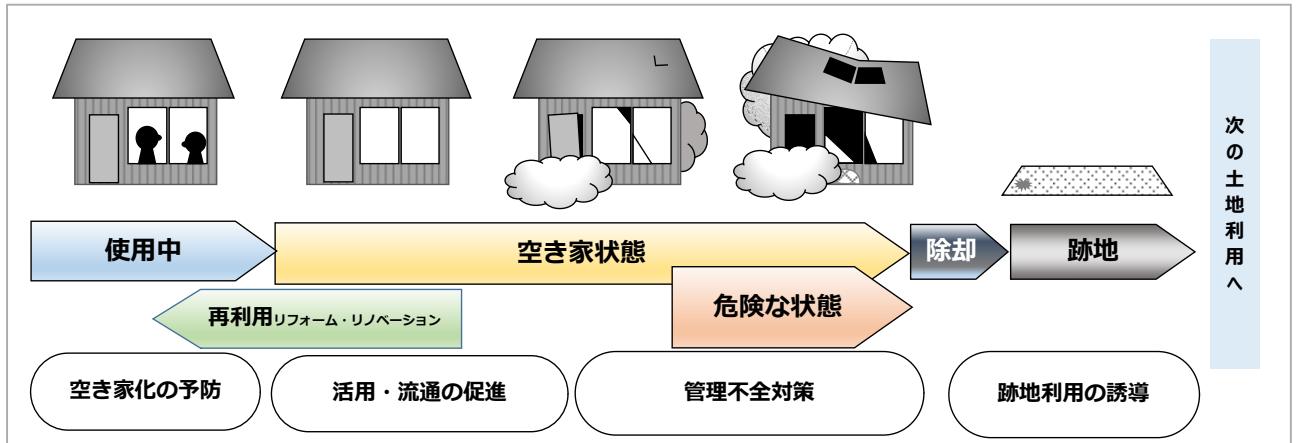 次の土地利用へ
使用中
空き家状態
除却
跡地
再利用リフォーム・リノベーション
危険な状態
空き家化の予防
活用・流通の促進
管理不全対策
跡地利用の誘導